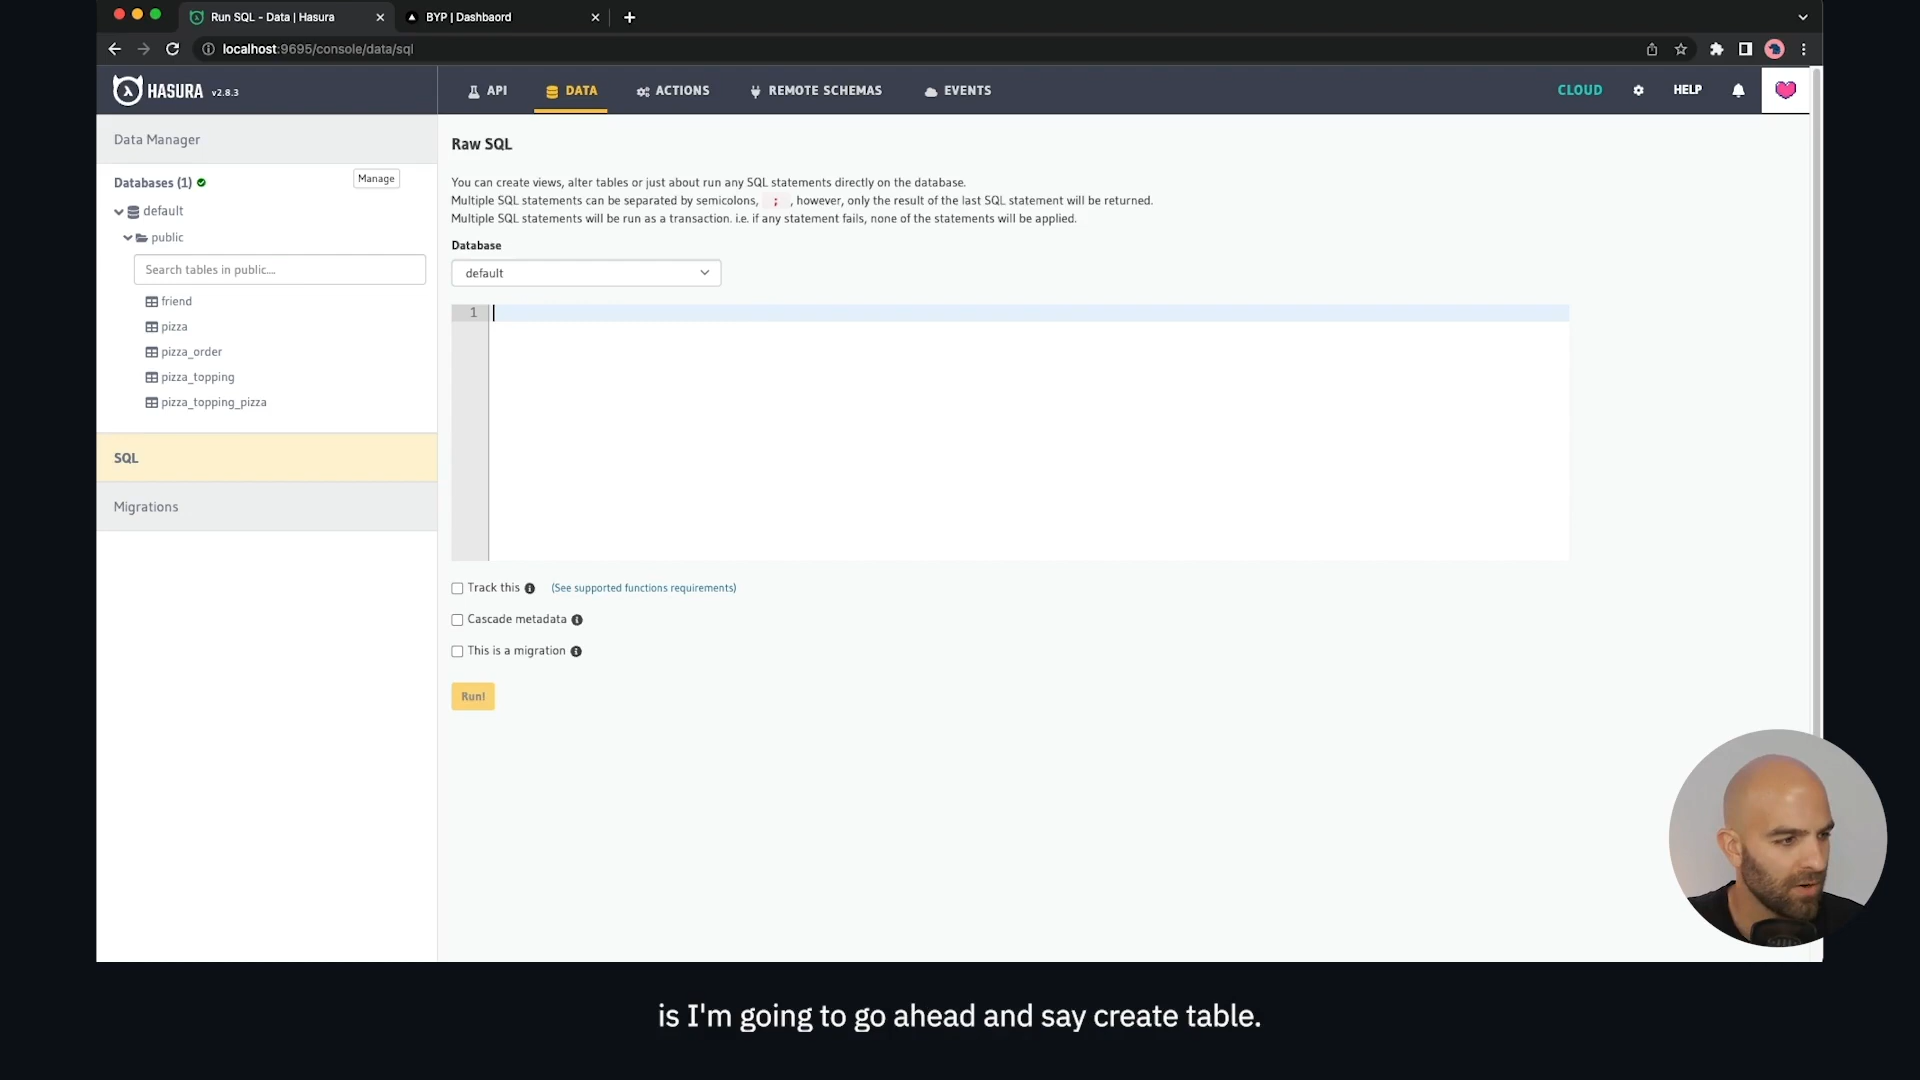 Run SQL - Data | Hasura
BYP | Dashbaord
localhost:9695/console/data/sql
HASURA v2.8.3
API
DATA
ACTIONS
REMOTE SCHEMAS
EVENTS
CLOUD
HELP
Data Manager
Databases (1)
Manage
default
public
Search tables in public....
friend
pizza
pizza_order
pizza_topping
pizza_topping_pizza
SQL
Migrations
Raw SQL
You can create views, alter tables or just about run any SQL statements directly on the database.
Multiple SQL statements can be separated by semicolons, ; , however, only the result of the last SQL statement will be returned.
Multiple SQL statements will be run as a transaction. i.e. if any statement fails, none of the statements will be applied.
Database
default
1
Track this (See supported functions requirements)
Cascade metadata
This is a migration
Run!
is I'm going to go ahead and say create table.